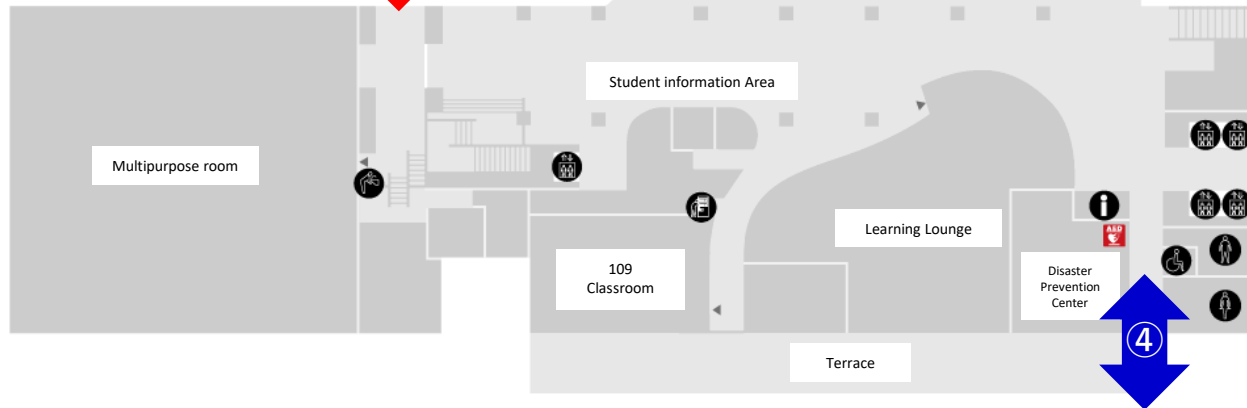 Student information Area
Multipurpose room
Learning Lounge
AED
109
Classroom
Disaster
Prevention
Center
④
Terrace